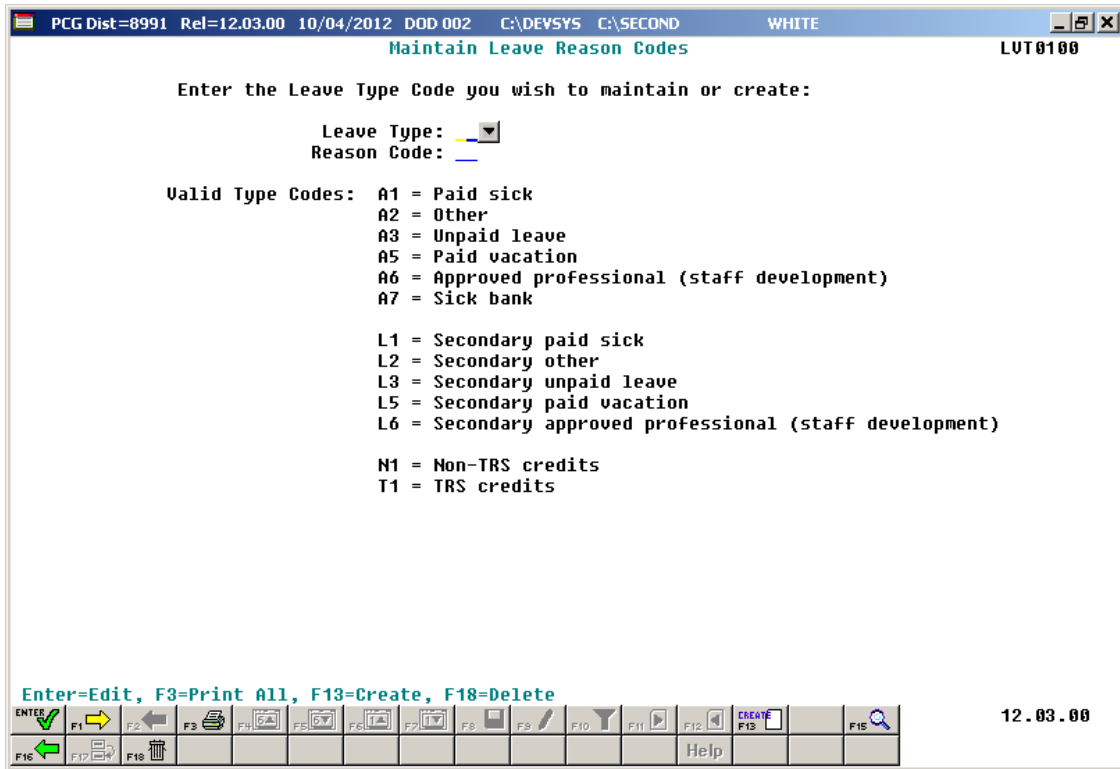 PCG Dist=8991 Rel=12.03.00 10/04/2012 DOD 002 C:\DEVSYS C:\SECOND WHITE
Maintain Leave Reason Codes LVT0100
Enter the Leave Type Code you wish to maintain or create:
Leave Type:
Reason Code:
Valid Type Codes: A1 = Paid sick
A2 = Other
A3 = Unpaid leave
A5 = Paid vacation
A6 = Approved professional (staff development)
A7 = Sick bank
L1 = Secondary paid sick
L2 = Secondary other
L3 = Secondary unpaid leave
L5 = Secondary paid vacation
L6 = Secondary approved professional (staff development)
N1 = Non-TRS credits
T1 = TRS credits
Enter=Edit, F3=Print All, F13=Create, F18=Delete
ENTER F1 F2 F3 F4 F5 F6 F7 F8 F9 F10 F11 F12 CREATE F13 F15 12.03.00
F16 F17 F18 Help